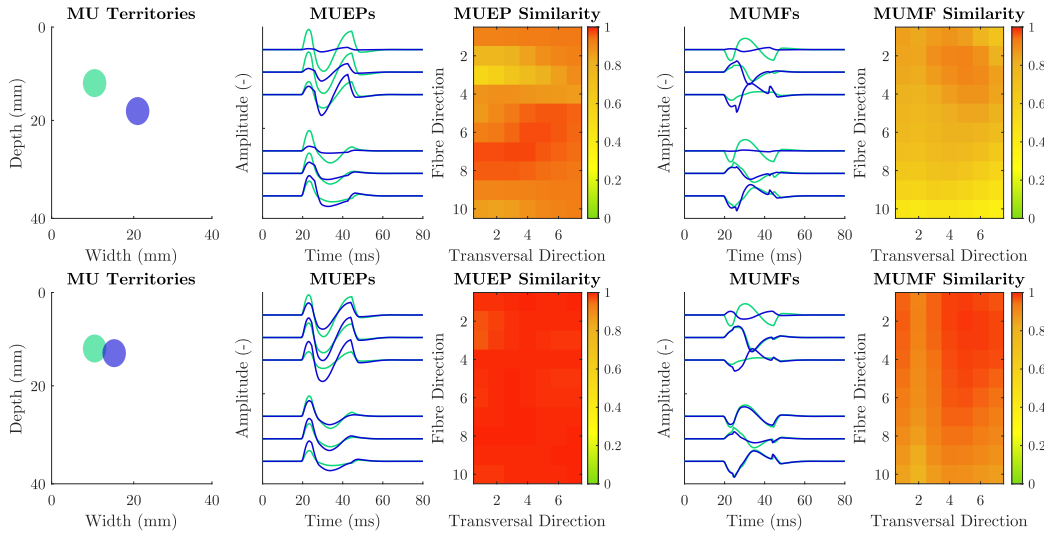 MU Territories
MUEPs
MUEP Similarity
MUMFs
MUMF Similarity
0
20
40
Depth (mm)
0
20
40
Width (mm)
Amplitude (-)
0
20
40
60
80
Time (ms)
Fibre Direction
2
4
6
8
10
2
4
6
Transversal Direction
1
0.8
0.6
0.4
0.2
0
Amplitude (-)
0
20
40
60
80
Time (ms)
Fibre Direction
2
4
6
8
10
2
4
6
Transversal Direction
1
0.8
0.6
0.4
0.2
0
MU Territories
MUEPs
MUEP Similarity
MUMFs
MUMF Similarity
0
20
40
Depth (mm)
0
20
40
Width (mm)
Amplitude (-)
0
20
40
60
80
Time (ms)
Fibre Direction
2
4
6
8
10
2
4
6
Transversal Direction
1
0.8
0.6
0.4
0.2
0
Amplitude (-)
0
20
40
60
80
Time (ms)
Fibre Direction
2
4
6
8
10
2
4
6
Transversal Direction
1
0.8
0.6
0.4
0.2
0